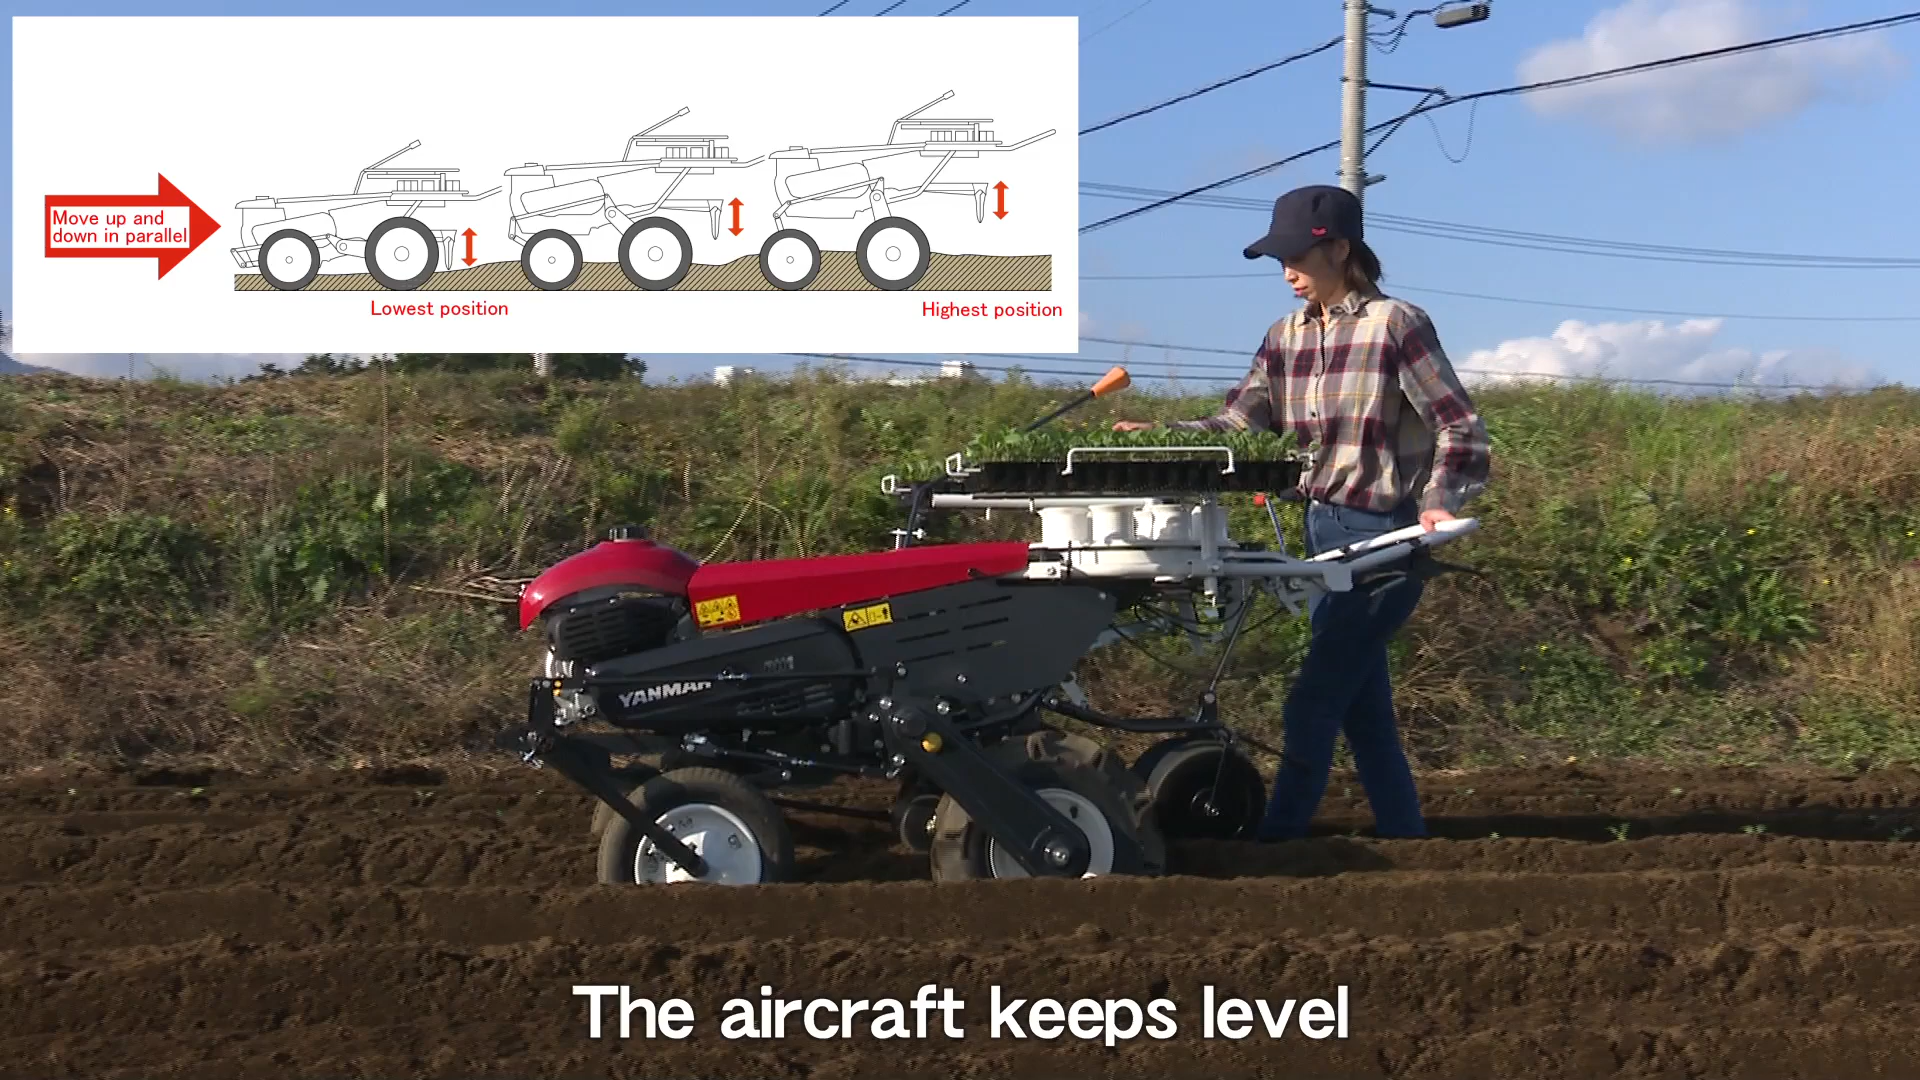 Move up and
down in parallel
Lowest position
Highest position
YANMAR
The aircraft keeps level